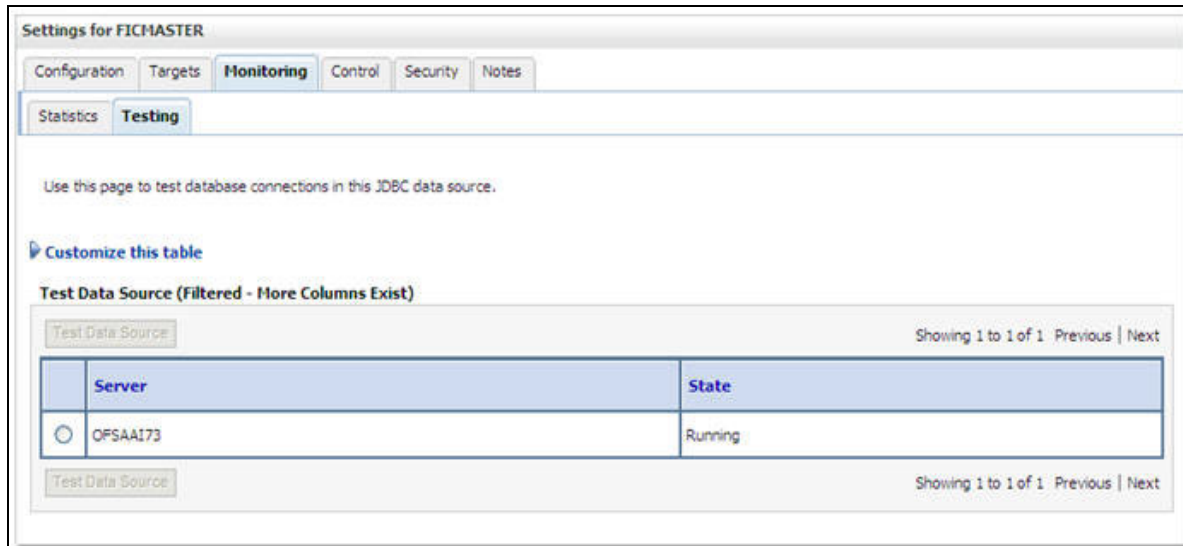 Settings for FICMASTER
Configuration Targets Monitoring Control Security Notes
Statistics Testing
Use this page to test database connections in this JDBC data source.
Customize this table
Test Data Source (Filtered - More Columns Exist)
Test Data Source Showing 1 to 1 of 1 Previous | Next
Server State
OFSAAI73 Running
Test Data Source Showing 1 to 1 of 1 Previous | Next